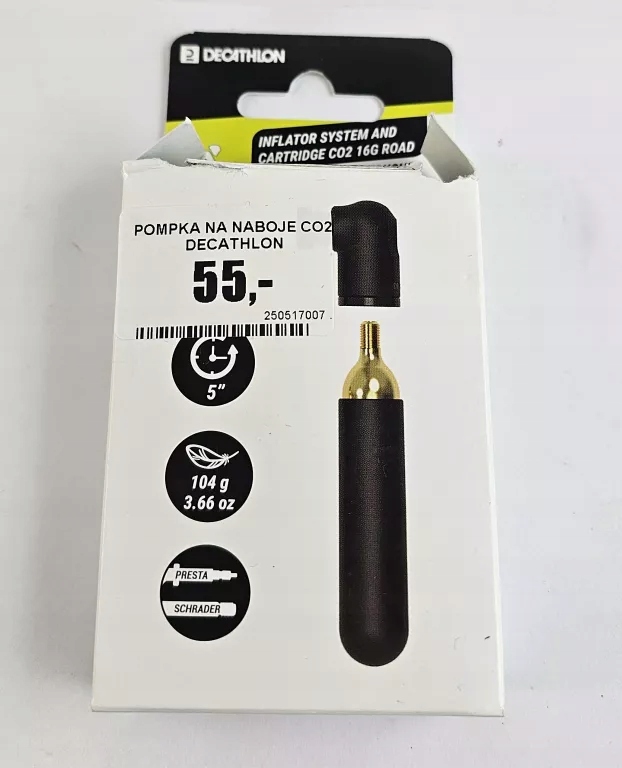 DECATHLON
INFLATOR SYSTEM AND
CARTRIDGE CO2 16G ROAD
POMPKA NA NABOJE CO2
DECATHLON
55,-
250517007
5"
104 g
3.66 oz
PRESTA
SCHRADER